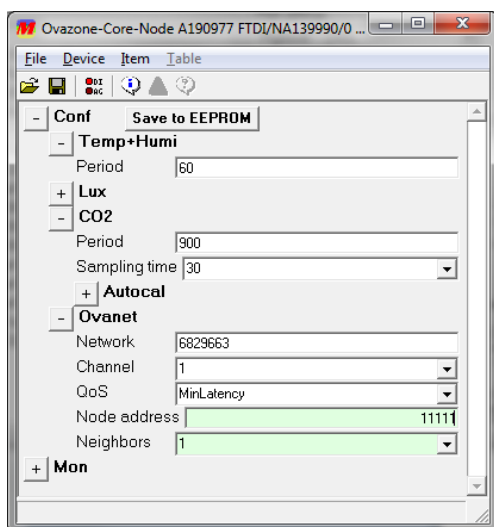 Ovazone-Core-Node A190977 FTDI/NA139990/0 ...
File Device Item Table
DI
AC
- Conf Save to EEPROM
- Temp+Humi
Period 60
+ Lux
- CO2
Period 900
Sampling time 30
+ Autocal
- Ovanet
Network 6829663
Channel 1
QoS MinLatency
Node address 11111
Neighbors 1
+ Mon